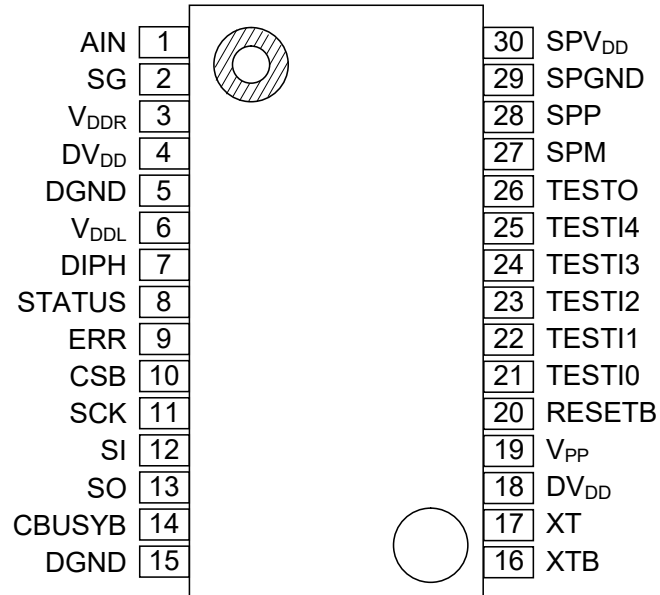 AIN 1 30 SPVDD
SG 2 29 SPGND
VDDR 3 28 SPP
DVDD 4 27 SPM
DGND 5 26 TESTO
VDDL 6 25 TESTI4
DIPH 7 24 TESTI3
STATUS 8 23 TESTI2
ERR 9 22 TESTI1
CSB 10 21 TESTI0
SCK 11 20 RESETB
SI 12 19 VPP
SO 13 18 DVDD
CBUSYB 14 17 XT
DGND 15 16 XTB